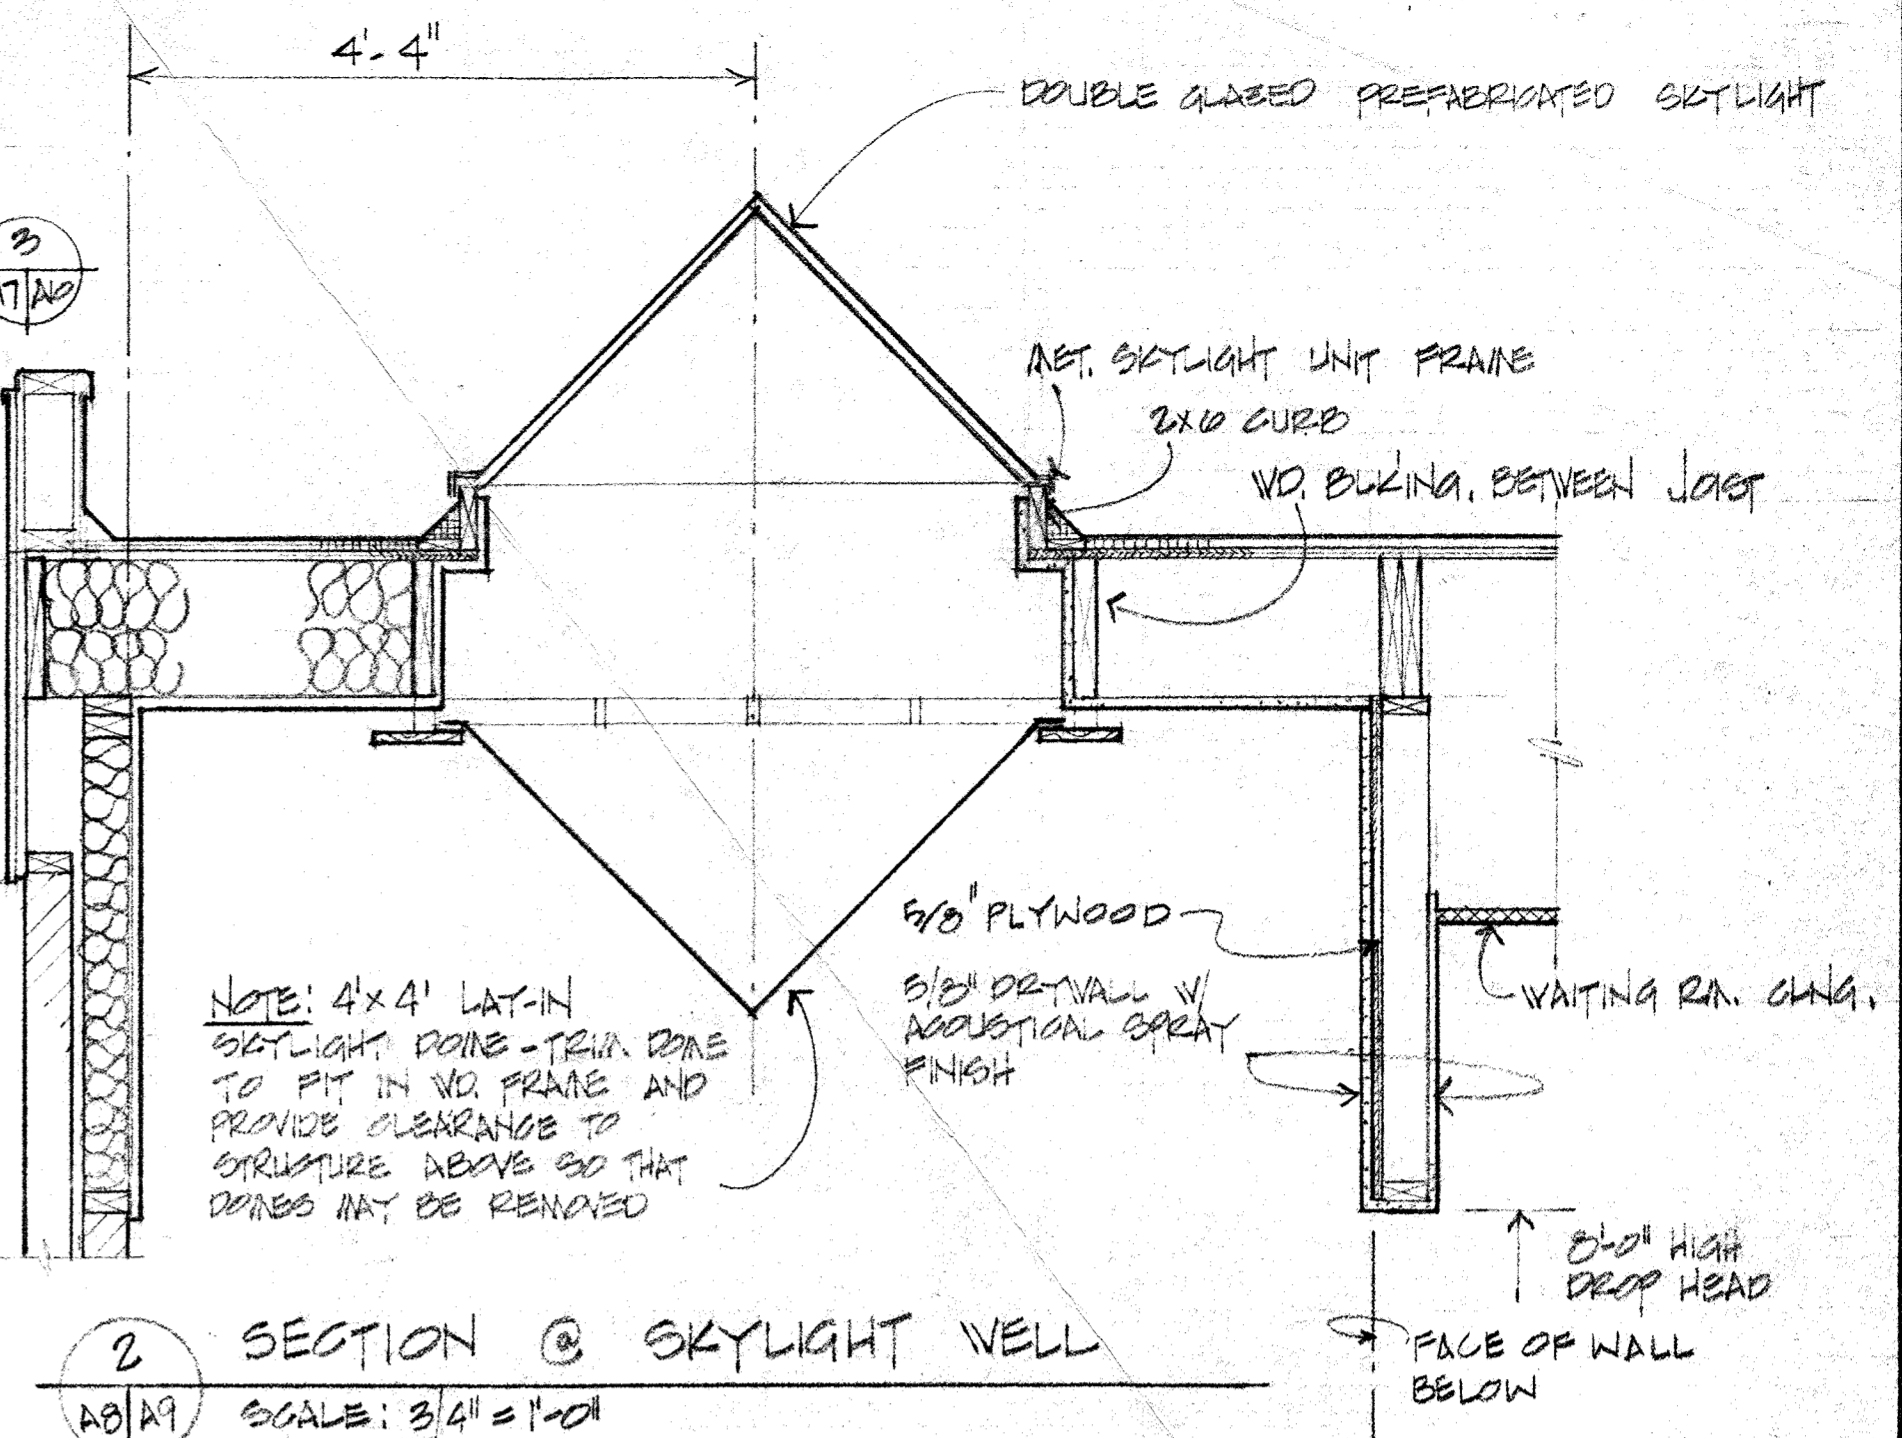 4'-4"
DOUBLE GLAZED PREFABRICATED SKYLIGHT
3
A6
MET. SKYLIGHT UNIT FRAME
2x6 CURB
WD. BLKING. BETWEEN JOIST
5/8" PLYWOOD
5/8" DRYWALL W/
ACOUSTICAL SPRAY
FINISH
WAITING RM. CLNG.
NOTE: 4'x4' LAY-IN
SKYLIGHT DOME - TRIM DOME
TO FIT IN WD. FRAME AND
PROVIDE CLEARANCE TO
STRUCTURE ABOVE SO THAT
DOMES MAY BE REMOVED
8'-0" HIGH
DROP HEAD
FACE OF WALL
BELOW
2 SECTION @ SKYLIGHT WELL
A8 A9 SCALE: 3/4" = 1'-0"